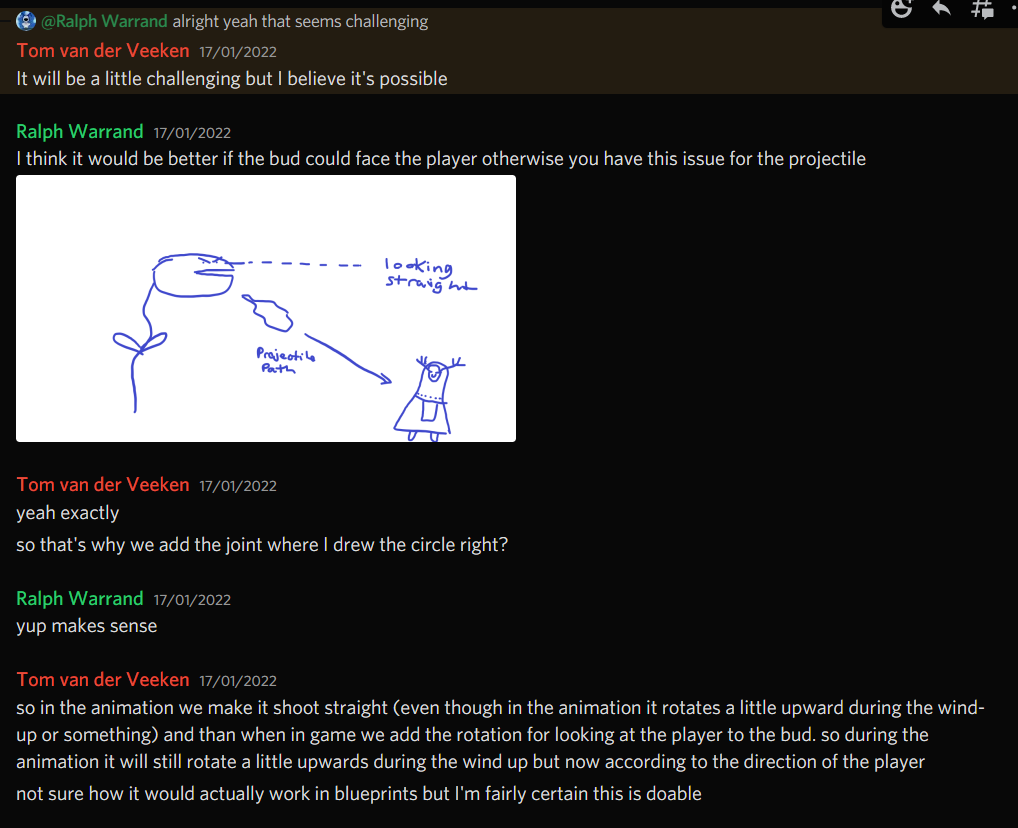 @Ralph Warrand alright yeah that seems challenging
Tom van der Veeken 17/01/2022
It will be a little challenging but I believe it's possible
Ralph Warrand 17/01/2022
I think it would be better if the bud could face the player otherwise you have this issue for the projectile
looking
straight
Projectile
Path
Tom van der Veeken 17/01/2022
yeah exactly
so that's why we add the joint where I drew the circle right?
Ralph Warrand 17/01/2022
yup makes sense
Tom van der Veeken 17/01/2022
so in the animation we make it shoot straight (even though in the animation it rotates a little upward during the wind-
up or something) and than when in game we add the rotation for looking at the player to the bud. so during the
animation it will still rotate a little upwards during the wind up but now according to the direction of the player
not sure how it would actually work in blueprints but I'm fairly certain this is doable